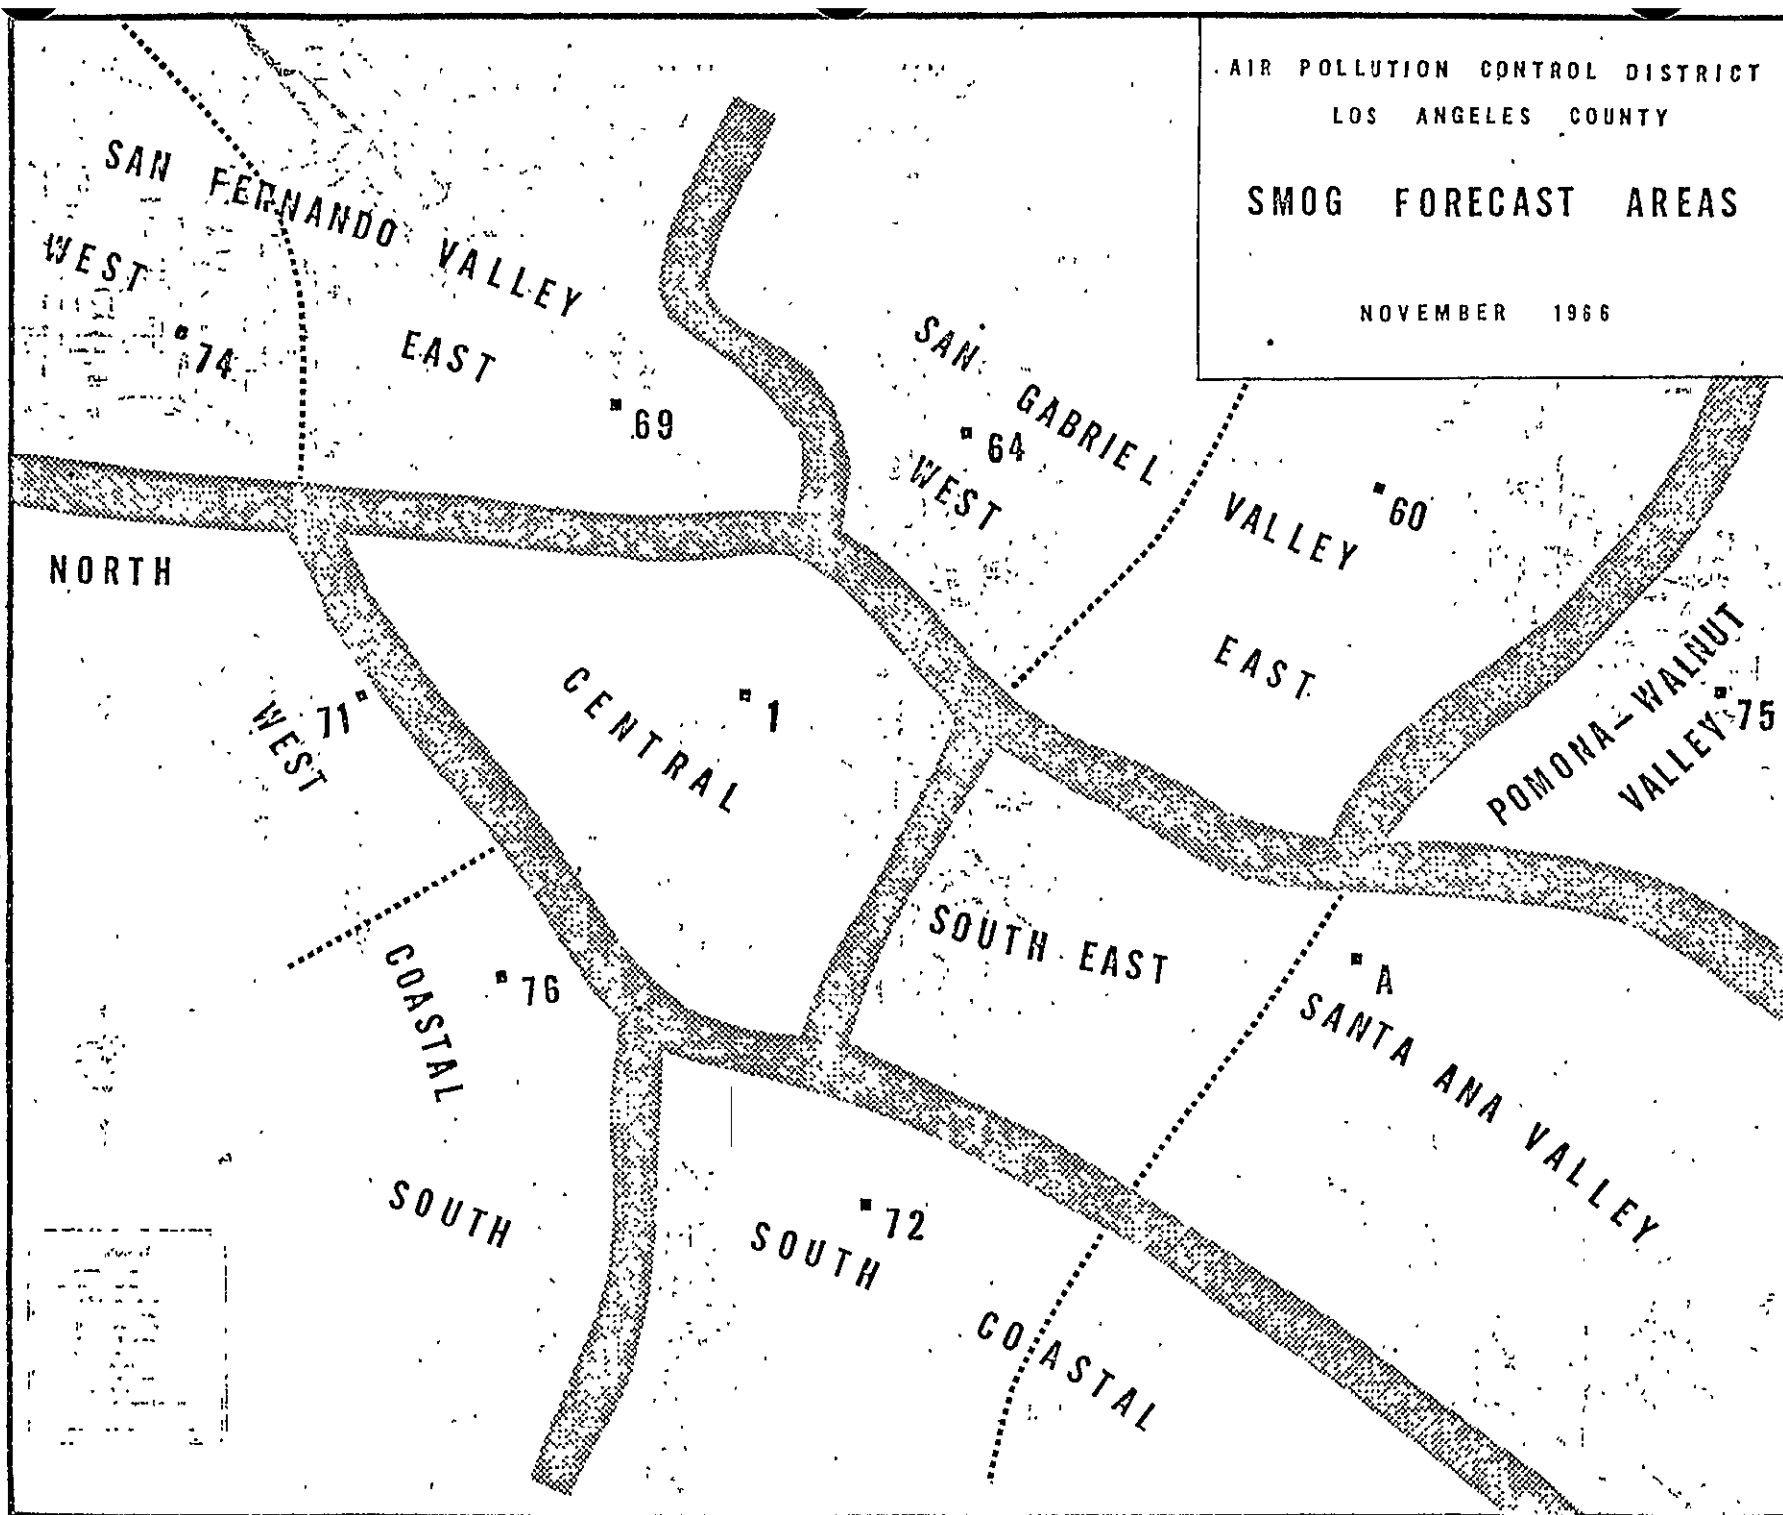 AIR POLLUTION CONTROL DISTRICT
LOS ANGELES COUNTY
SMOG FORECAST AREAS
NOVEMBER 1966
SAN FERNANDO VALLEY
WEST
74
EAST
69
SAN GABRIEL VALLEY
64
WEST
60
EAST
NORTH
WEST
71
CENTRAL
1
POMONA-WALNUT
VALLEY
75
COASTAL
76
SOUTH EAST
A
SANTA ANA VALLEY
SOUTH
72
SOUTH
COASTAL